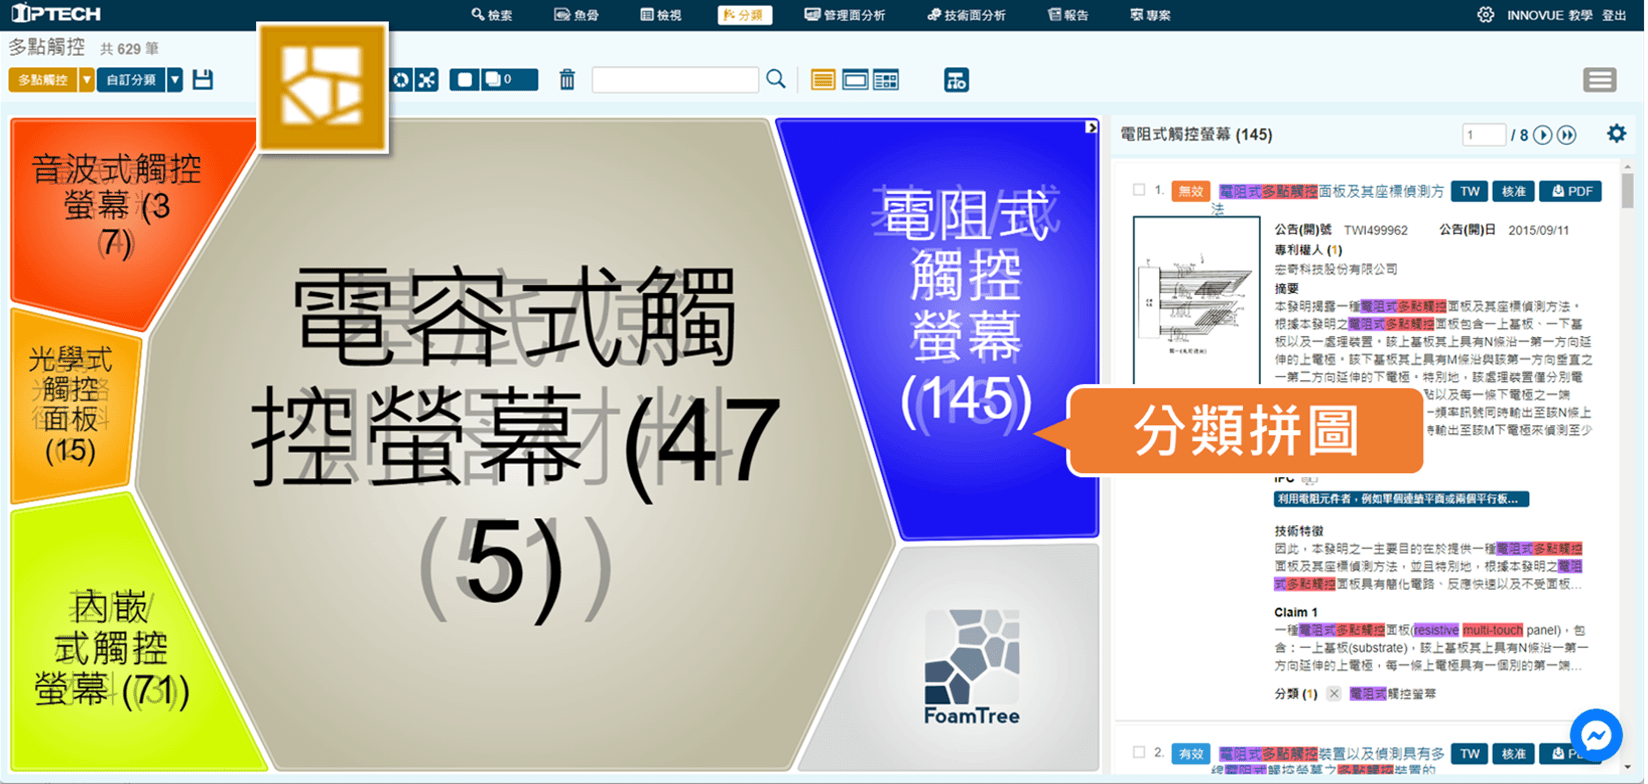 IPTECH
檢索
魚骨
檢視
分類
管理面分析
技術面分析
報告
專案
INNOVUE 教學
登出
多點觸控 共 629 筆
多點觸控
自訂分類
0
音波式觸控
螢幕 (3
7)
光學式
觸控
面板
(15)
內嵌
式觸控
螢幕 (71)
電容式觸
控螢幕 (47
5)
電阻式
觸控
螢幕
(145)
FoamTree
分類拼圖
電阻式觸控螢幕 (145)
1 / 8
1. 無效 電阻式多點觸控面板及其座標偵測方
法
TW 核准 PDF
公告(開)號 TWI499962 公告(開)日 2015/09/11
專利權人 (1)
宏奇科技股份有限公司
摘要
本發明揭露一種電阻式多點觸控面板及其座標偵測方法。
根據本發明之電阻式多點觸控面板包含一上基板、一下基
板以及一處理裝置，該上基板其上具有N條沿一第一方向延
伸的上電極。該下基板其上具有M條沿與該第一方向垂直之
一第二方向延伸的下電極。特別地，該處理裝置僅分別電
點以及每一條下電極之一端
一頻率訊號同時輸出至該N條上
時輸出至該M下電極來偵測至少
IPC
利用電阻元件者，例如單個連續平面或兩個平行板...
技術特徵
因此，本發明之一主要目的在於提供一種電阻式多點觸控
面板及其座標偵測方法，並且特別地，根據本發明之電阻
式多點觸控面板具有簡化電路、反應快速以及不受面板...
Claim 1
一種電阻式多點觸控面板(resistive multi-touch panel)，包
含：一上基板(substrate)，該上基板其上具有N條沿一第一
方向延伸的上電極，每一條上電極具有一個別的第一端...
分類 (1) 電阻式觸控螢幕
2. 有效 電阻式多點觸控裝置以及偵測具有多
線電阻式觸控螢幕之多點觸控裝置的
TW 核准